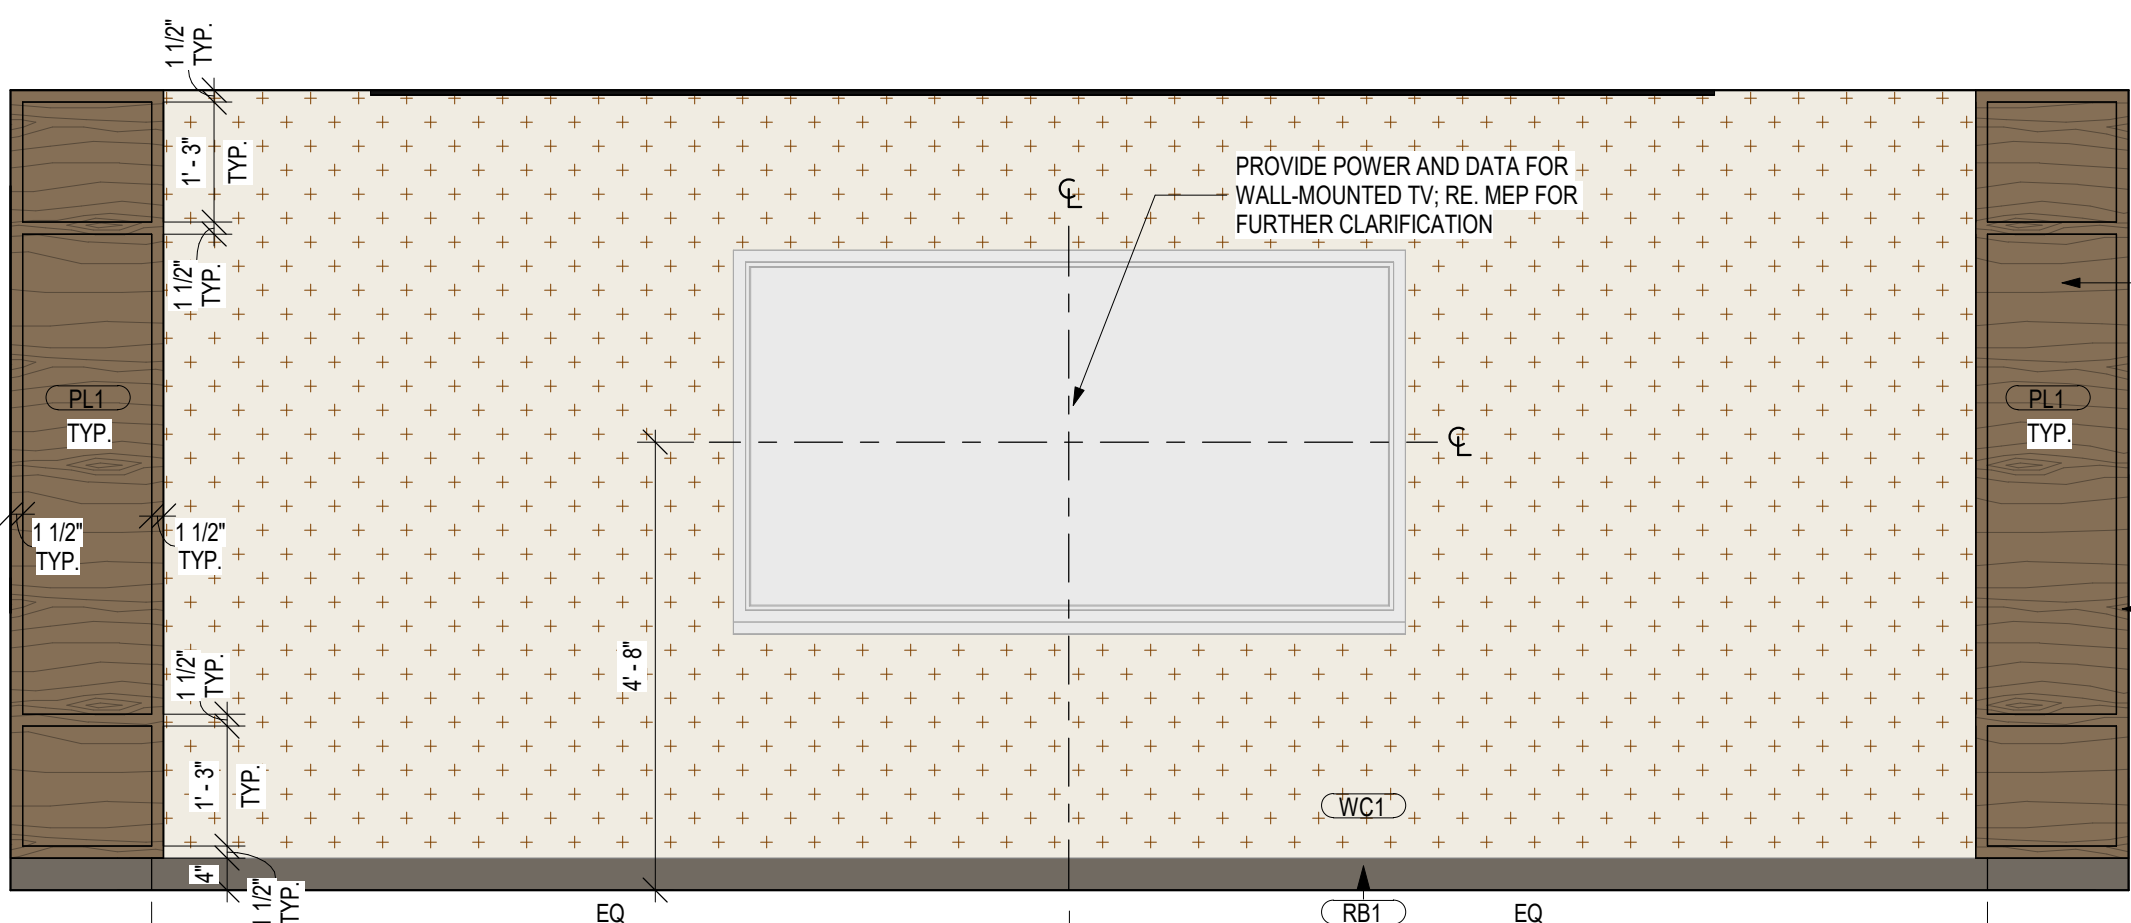 1 1/2"
TYP.
1' - 3"
TYP.
1 1/2"
TYP.
PROVIDE POWER AND DATA FOR
WALL-MOUNTED TV; RE. MEP FOR
FURTHER CLARIFICATION
℄
℄
PL1
TYP.
PL1
TYP.
1 1/2"
TYP.
1 1/2"
TYP.
4' - 8"
1 1/2"
TYP.
1' - 3"
TYP.
WC1
4"
1 1/2"
TYP.
EQ
RB1
EQ